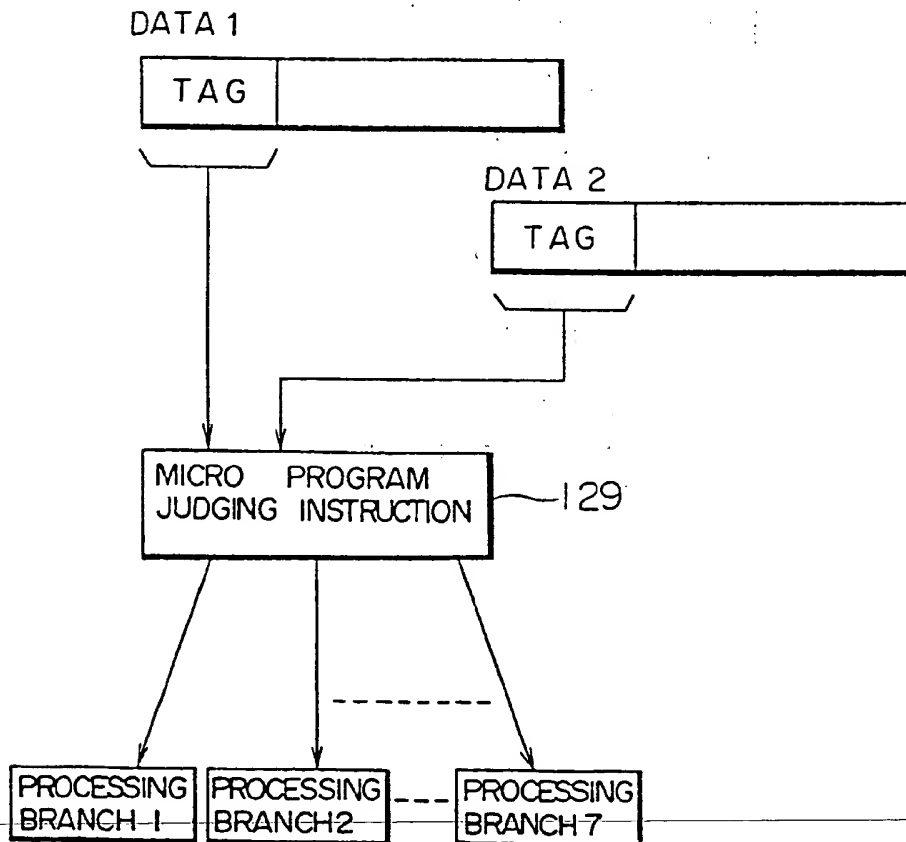 DATA 1
TAG
DATA 2
TAG
MICRO PROGRAM
JUDGING INSTRUCTION
129
PROCESSING
BRANCH 1
PROCESSING
BRANCH 2
PROCESSING
BRANCH 7